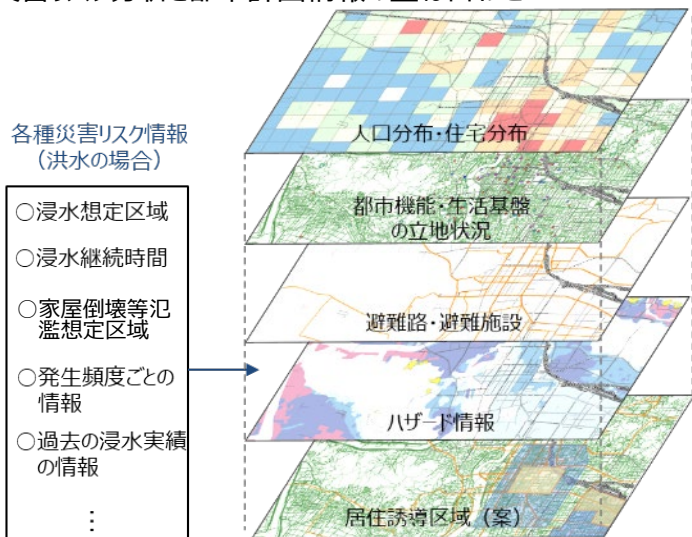 各種災害リスク情報
（洪水の場合）
○浸水想定区域
○浸水継続時間
○家屋倒壊等氾
濫想定区域
○発生頻度ごとの
情報
○過去の浸水実績
の情報
⋮
人口分布・住宅分布
都市機能・生活基盤
の立地状況
避難路・避難施設
ハザード情報
居住誘導区域（案）